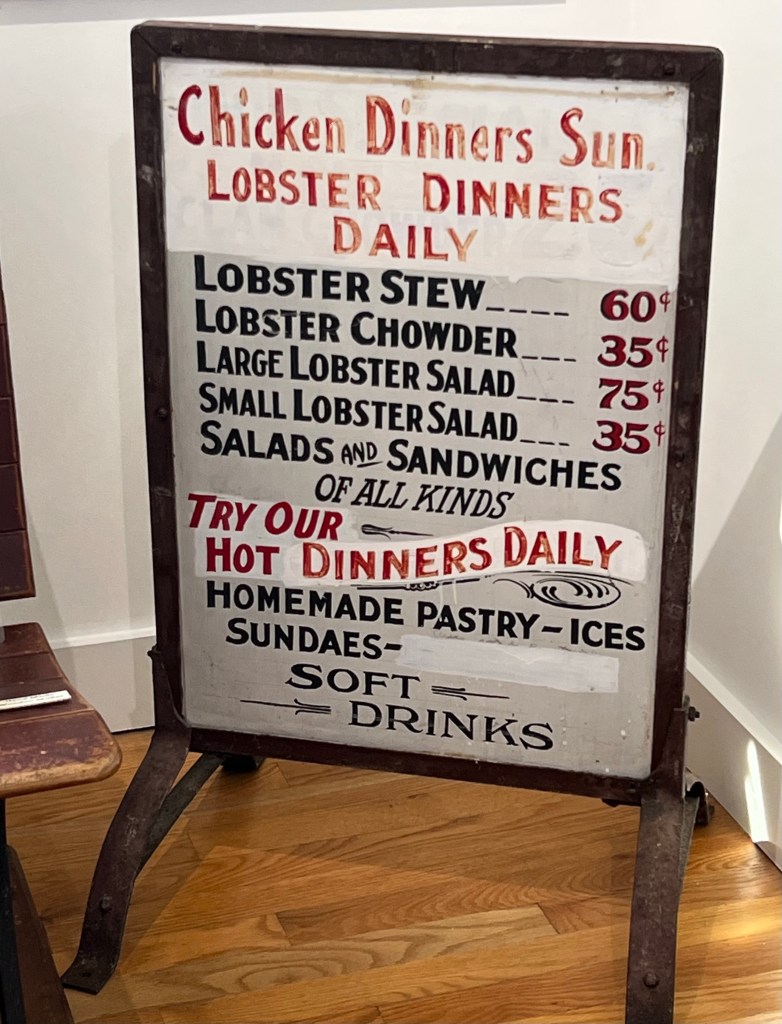 Chicken Dinners Sun.
LOBSTER DINNERS
DAILY
LOBSTER STEW____ 60¢
LOBSTER CHOWDER___ 35¢
LARGE LOBSTER SALAD___ 75¢
SMALL LOBSTER SALAD___ 35¢
SALADS AND SANDWICHES
OF ALL KINDS
TRY OUR
HOT DINNERS DAILY
HOMEMADE PASTRY-ICES
SUNDAES-
SOFT
DRINKS